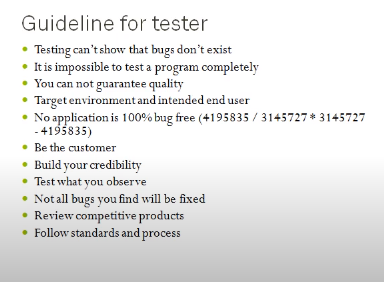 Guideline for tester
Testing can't show that bugs don't exist
It is impossible to test a program completely
You can not guarantee quality
Target environment and intended end user
No application is 100% bug free (4195835 / 3145727 * 3145727
- 4195835)
Be the customer
Build your credibility
Test what you observe
Not all bugs you find will be fixed
Review competitive products
Follow standards and process